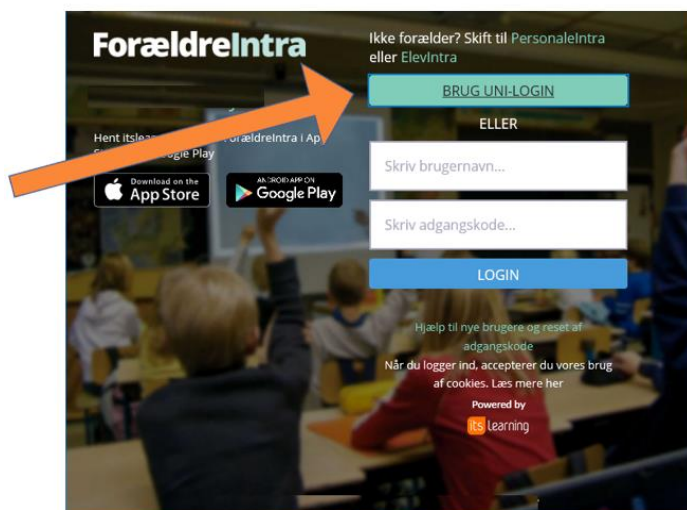 ForældreIntra
Hent itslea ForældreIntra i Ap
gle Play
Download on the
App Store
ANDROID APP ON
Google Play
Ikke forælder? Skift til PersonaleIntra
eller ElevIntra
BRUG UNI-LOGIN
ELLER
Skriv brugernavn...
Skriv adgangskode...
LOGIN
Hjælp til nye brugere og reset af
adgangskode
Når du logger ind, accepterer du vores brug
af cookies. Læs mere her
Powered by
its learning